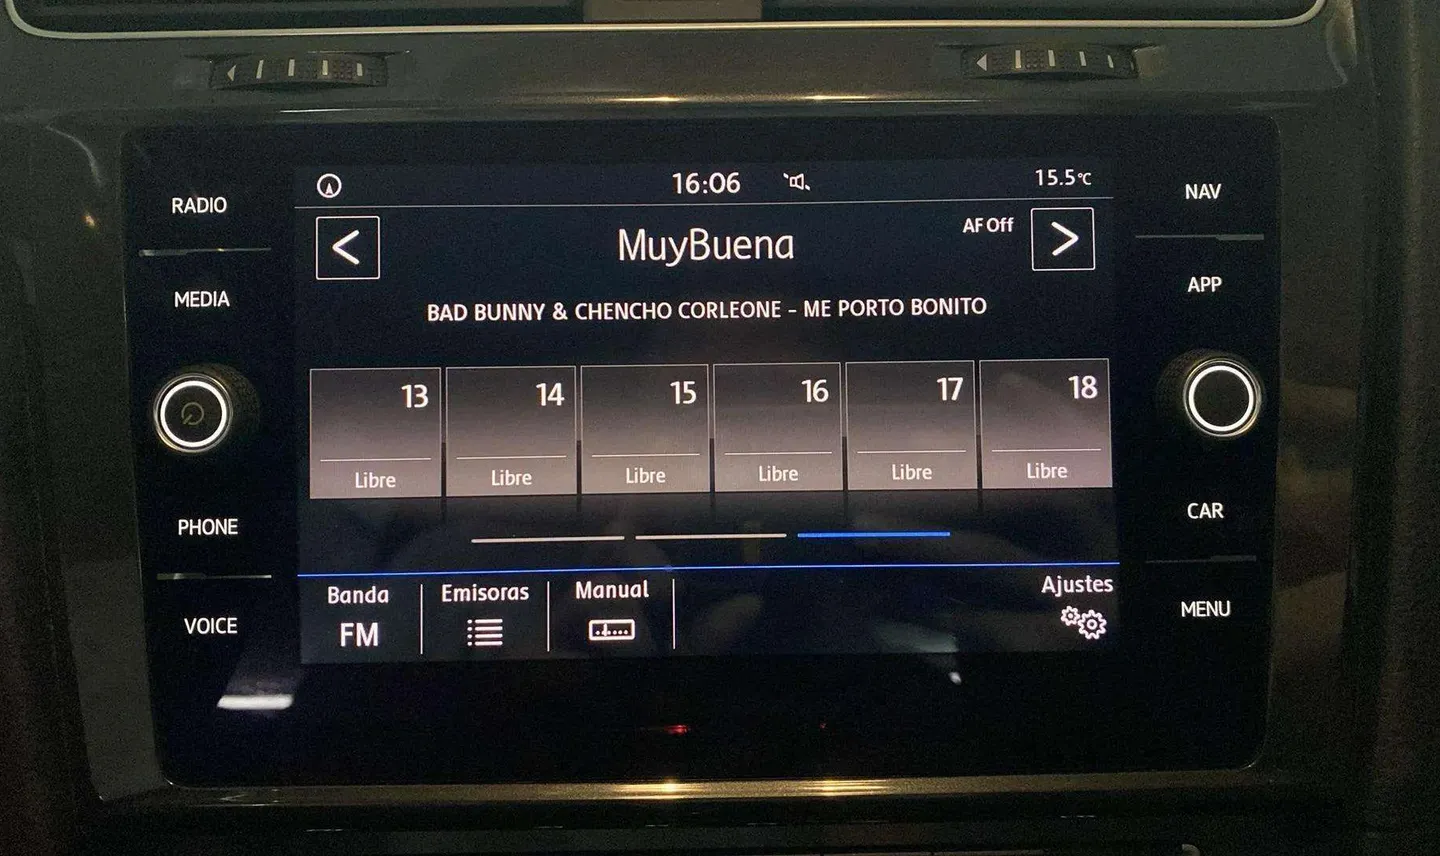 16:06
15.5°C
RADIO
NAV
AF Off
MuyBuena
MEDIA
APP
BAD BUNNY & CHENCHO CORLEONE - ME PORTO BONITO
13 14 15 16 17 18
Libre Libre Libre Libre Libre Libre
PHONE
CAR
Banda Emisoras Manual Ajustes
FM
VOICE
MENU